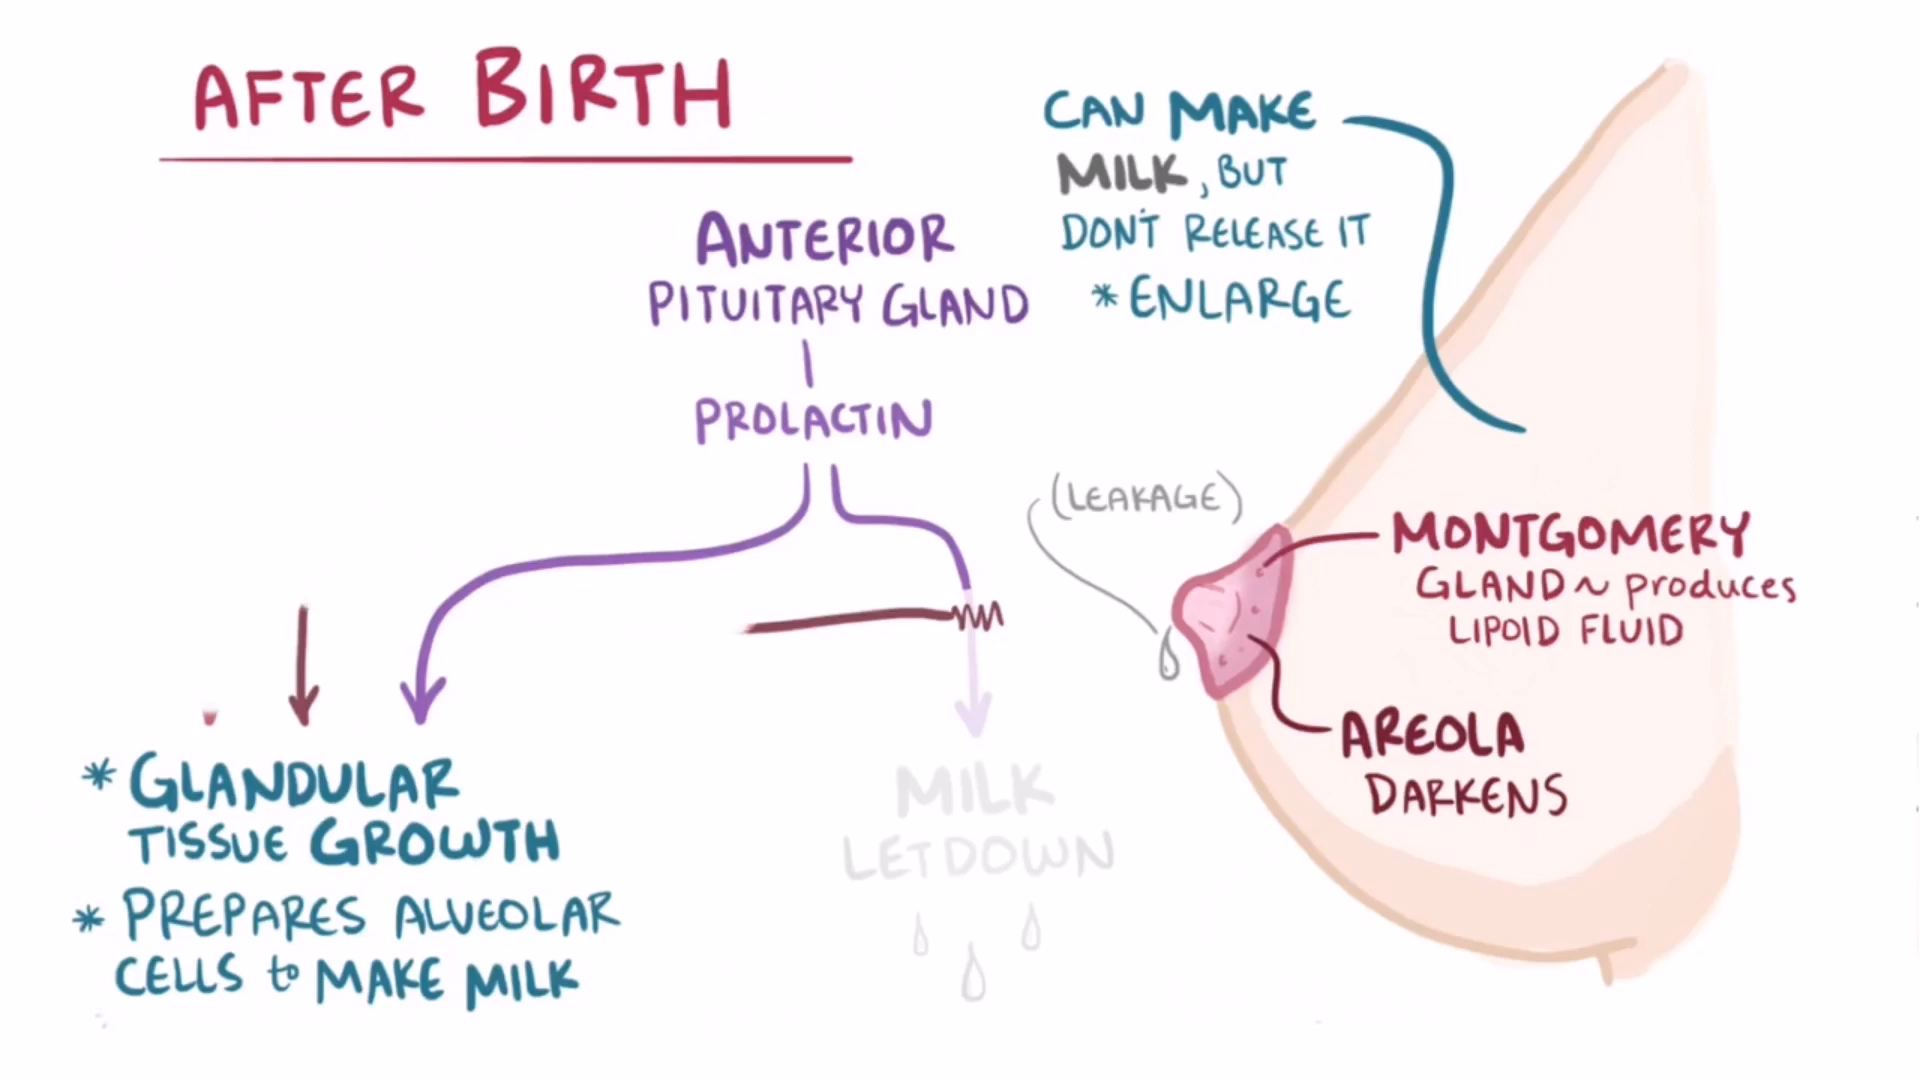 AFTER BIRTH
ANTERIOR
PITUITARY GLAND
PROLACTIN
* GLANDULAR
TISSUE GROWTH
* PREPARES ALVEOLAR
CELLS to MAKE MILK
MILK
LETDOWN
CAN MAKE
MILK, BUT
DON'T RELEASE IT
* ENLARGE
(LEAKAGE)
MONTGOMERY
GLAND ~ produces
LIPOID FLUID
AREOLA
DARKENS